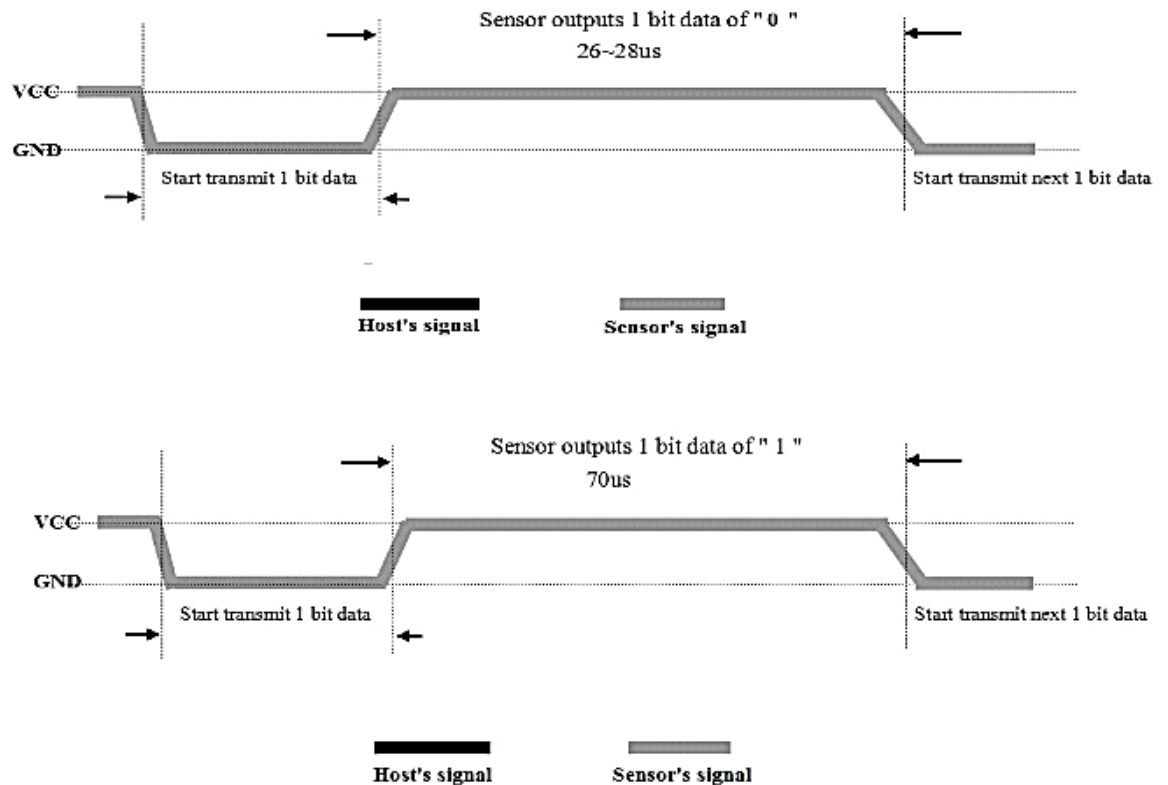 Sensor outputs 1 bit data of " 0 "
26~28us
VCC
GND
Start transmit 1 bit data
Start transmit next 1 bit data
Host's signal
Sensor's signal
Sensor outputs 1 bit data of " 1 "
70us
VCC
GND
Start transmit 1 bit data
Start transmit next 1 bit data
Host's signal
Sensor's signal